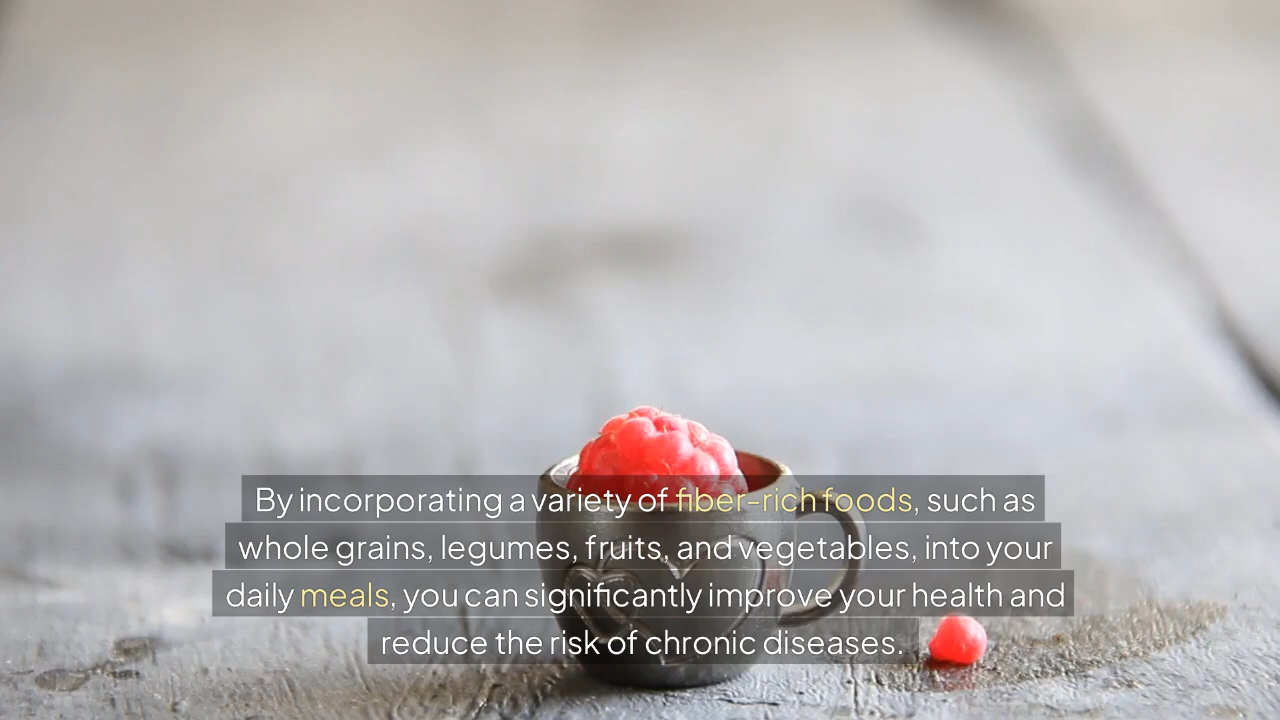 By incorporating a variety of fiber-rich foods, such as
whole grains, legumes, fruits, and vegetables, into your
daily meals, you can significantly improve your health and
reduce the risk of chronic diseases.